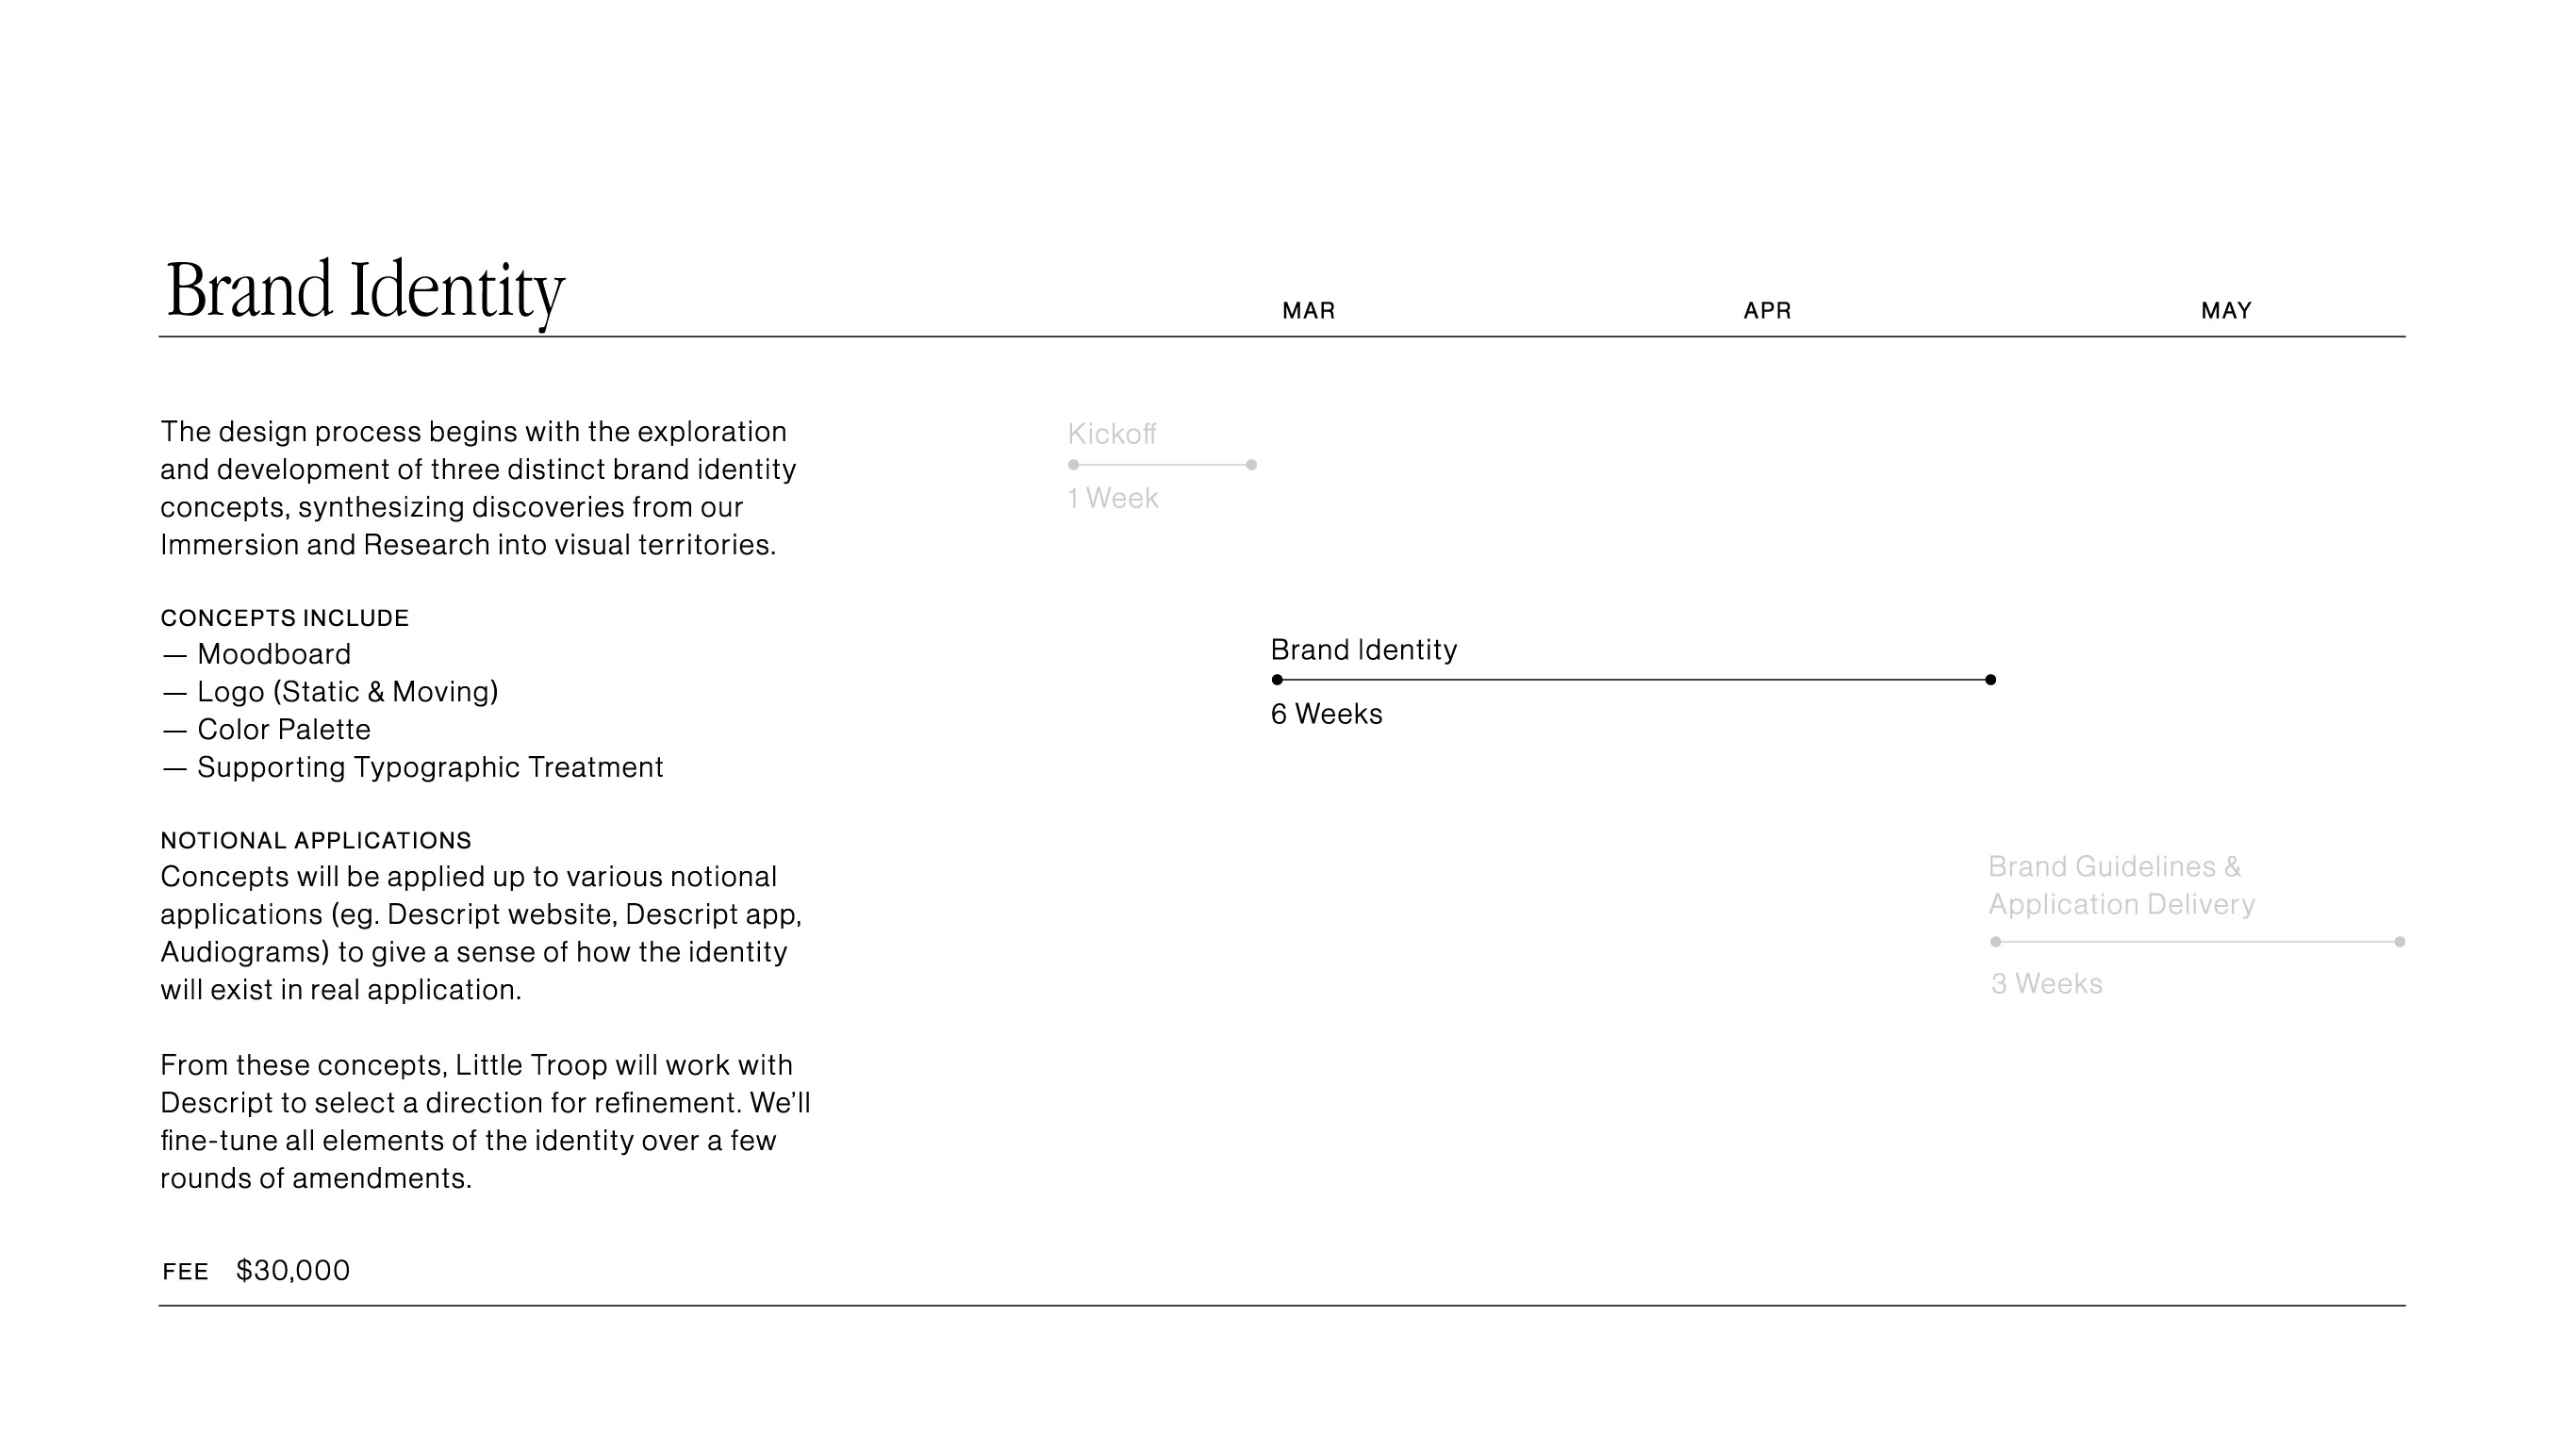 Brand Identity
MAR
APR
MAY
The design process begins with the exploration
and development of three distinct brand identity
concepts, synthesizing discoveries from our
Immersion and Research into visual territories.
CONCEPTS INCLUDE
— Moodboard
— Logo (Static & Moving)
— Color Palette
— Supporting Typographic Treatment
NOTIONAL APPLICATIONS
Concepts will be applied up to various notional
applications (eg. Descript website, Descript app,
Audiograms) to give a sense of how the identity
will exist in real application.
From these concepts, Little Troop will work with
Descript to select a direction for refinement. We’ll
fine-tune all elements of the identity over a few
rounds of amendments.
FEE $30,000
Kickoff
1 Week
Brand Identity
6 Weeks
Brand Guidelines &
Application Delivery
3 Weeks